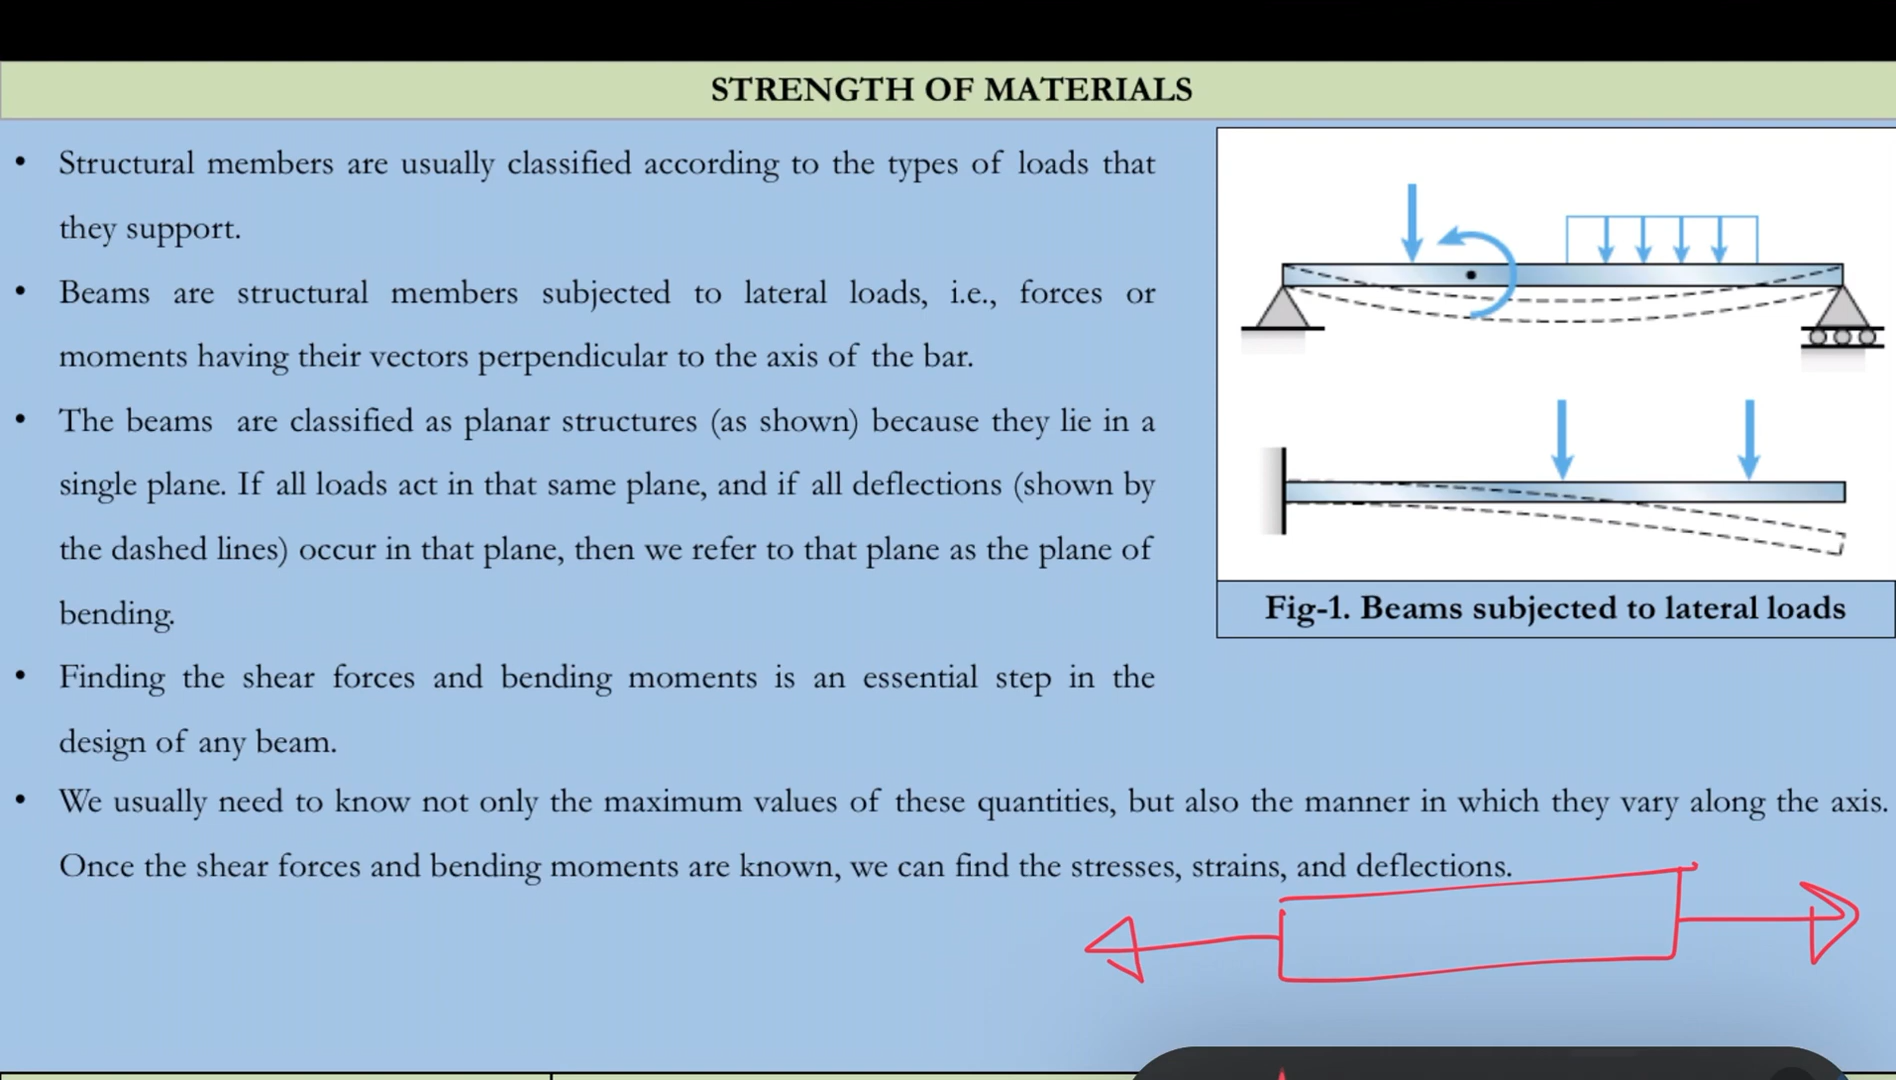 STRENGTH OF MATERIALS
• Structural members are usually classified according to the types of loads that
they support.
• Beams are structural members subjected to lateral loads, i.e., forces or
moments having their vectors perpendicular to the axis of the bar.
• The beams are classified as planar structures (as shown) because they lie in a
single plane. If all loads act in that same plane, and if all deflections (shown by
the dashed lines) occur in that plane, then we refer to that plane as the plane of
bending.
• Finding the shear forces and bending moments is an essential step in the
design of any beam.
• We usually need to know not only the maximum values of these quantities, but also the manner in which they vary along the axis.
Once the shear forces and bending moments are known, we can find the stresses, strains, and deflections.
Fig-1. Beams subjected to lateral loads